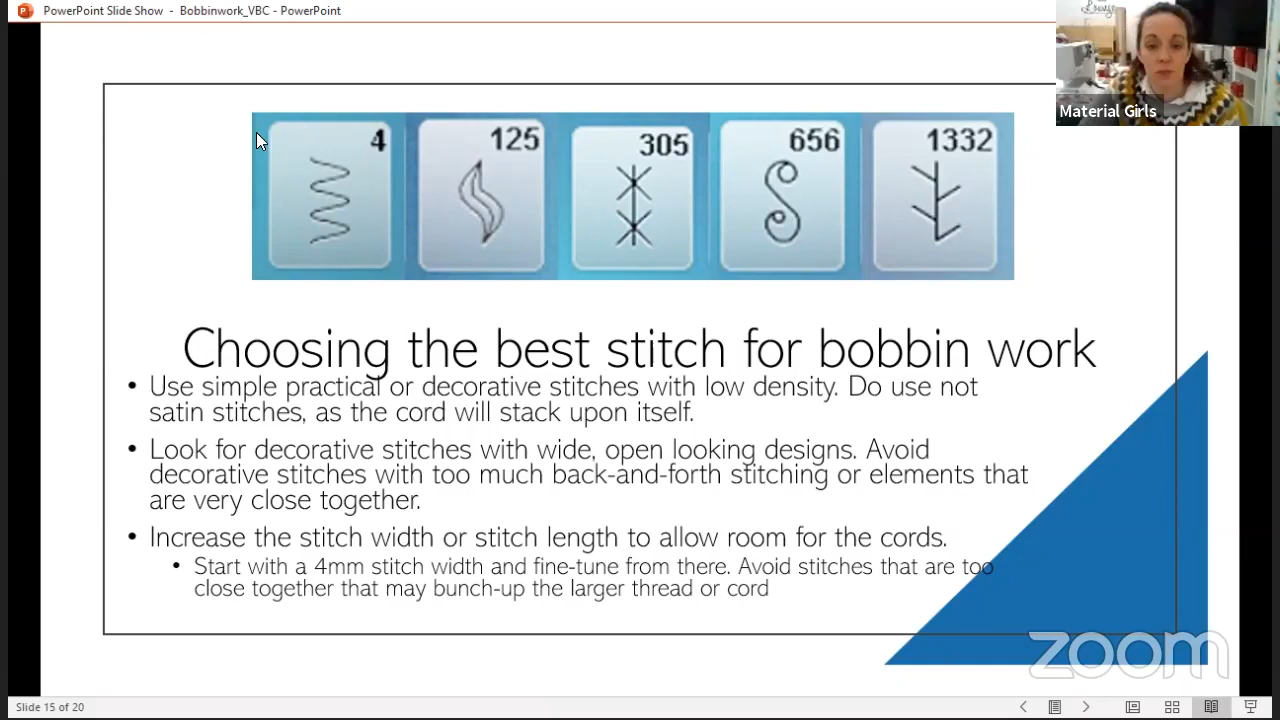 PowerPoint Slide Show - Bobbinwork_VBC - PowerPoint
Lounge
Material Girls
4 125 305 656 1332
Choosing the best stitch for bobbin work
• Use simple practical or decorative stitches with low density. Do use not
satin stitches, as the cord will stack upon itself.
• Look for decorative stitches with wide, open looking designs. Avoid
decorative stitches with too much back-and-forth stitching or elements that
are very close together.
• Increase the stitch width or stitch length to allow room for the cords.
• Start with a 4mm stitch width and fine-tune from there. Avoid stitches that are too
close together that may bunch-up the larger thread or cord
zoom
Slide 15 of 20